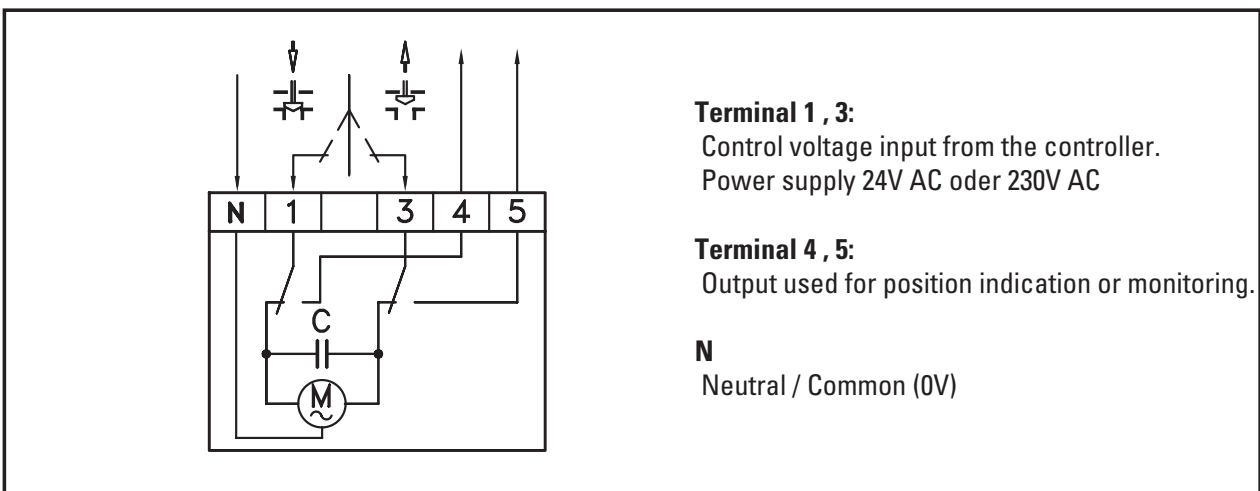 N 1 3 4 5
C
M
Terminal 1 , 3:
Control voltage input from the controller.
Power supply 24V AC oder 230V AC
Terminal 4 , 5:
Output used for position indication or monitoring.
N
Neutral / Common (0V)